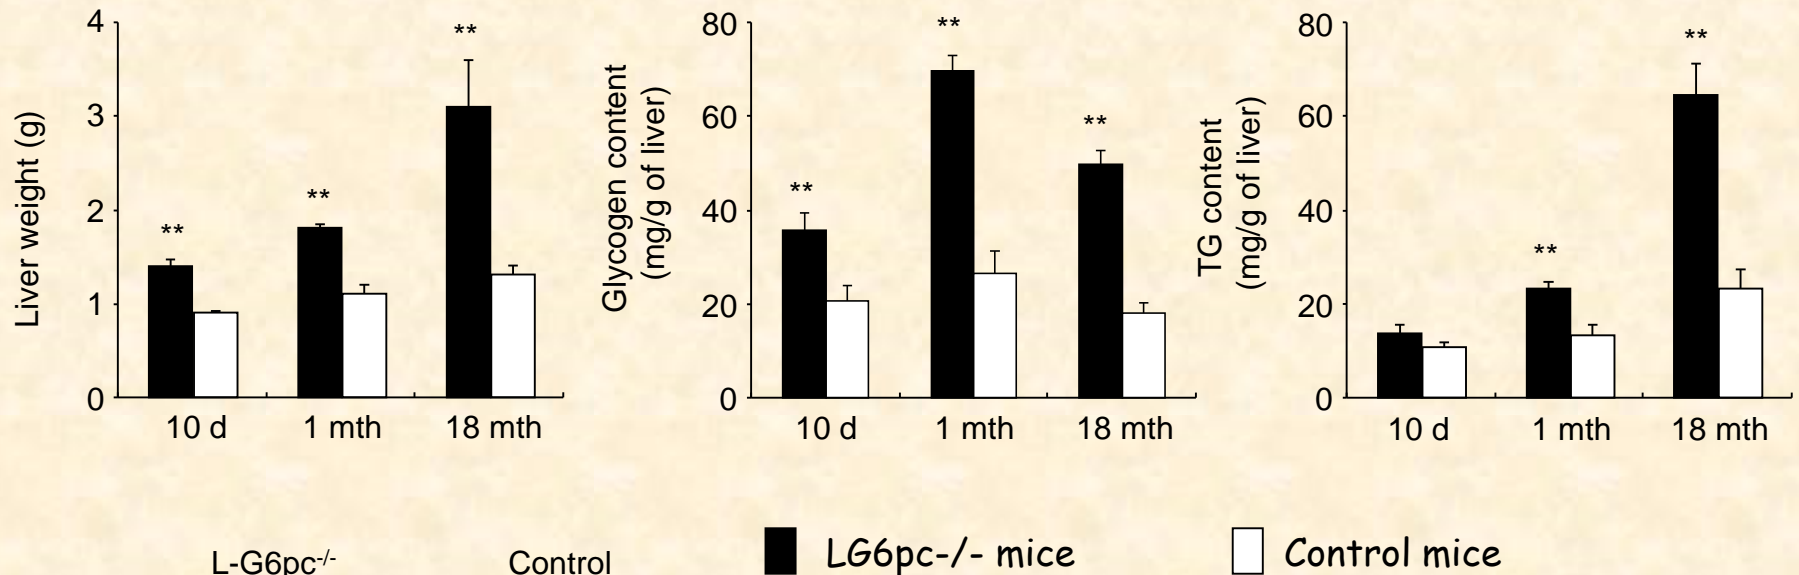 Liver weight (g)
4
3
2
1
0
**
**
**
10 d
1 mth
18 mth
Glycogen content
(mg/g of liver)
80
60
40
20
0
**
**
**
10 d
1 mth
18 mth
TG content
(mg/g of liver)
80
60
40
20
0
**
**
10 d
1 mth
18 mth
L-G6pc-/-
Control
LG6pc-/- mice
Control mice